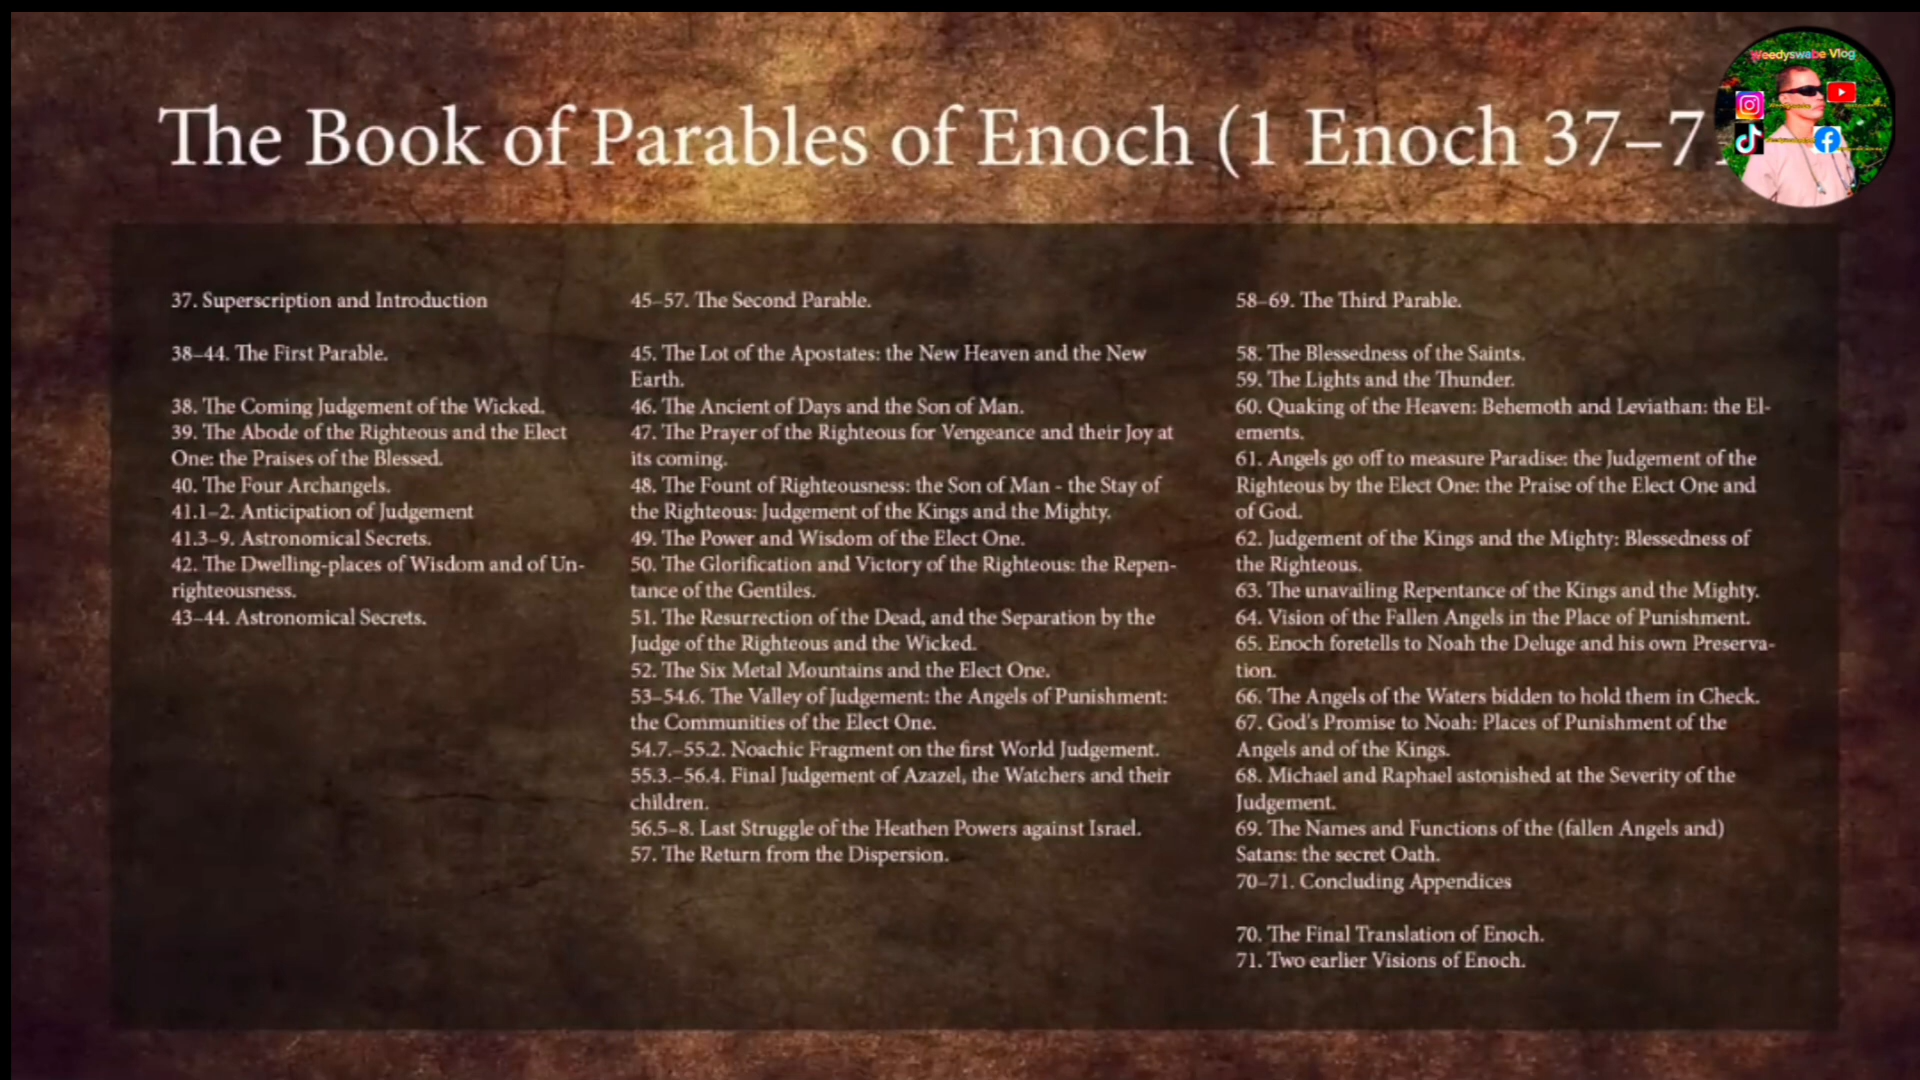 The Book of Parables of Enoch (1 Enoch 37–7
Weedyswabe Vlog
37. Superscription and Introduction
38–44. The First Parable.
38. The Coming Judgement of the Wicked.
39. The Abode of the Righteous and the Elect
One: the Praises of the Blessed.
40. The Four Archangels.
41.1–2. Anticipation of Judgement
41.3–9. Astronomical Secrets.
42. The Dwelling-places of Wisdom and of Un-
righteousness.
43–44. Astronomical Secrets.
45–57. The Second Parable.
45. The Lot of the Apostates: the New Heaven and the New
Earth.
46. The Ancient of Days and the Son of Man.
47. The Prayer of the Righteous for Vengeance and their Joy at
its coming.
48. The Fount of Righteousness: the Son of Man - the Stay of
the Righteous: Judgement of the Kings and the Mighty.
49. The Power and Wisdom of the Elect One.
50. The Glorification and Victory of the Righteous: the Repen-
tance of the Gentiles.
51. The Resurrection of the Dead, and the Separation by the
Judge of the Righteous and the Wicked.
52. The Six Metal Mountains and the Elect One.
53–54.6. The Valley of Judgement: the Angels of Punishment:
the Communities of the Elect One.
54.7.–55.2. Noachic Fragment on the first World Judgement.
55.3.–56.4. Final Judgement of Azazel, the Watchers and their
children.
56.5–8. Last Struggle of the Heathen Powers against Israel.
57. The Return from the Dispersion.
58–69. The Third Parable.
58. The Blessedness of the Saints.
59. The Lights and the Thunder.
60. Quaking of the Heaven: Behemoth and Leviathan: the El-
ements.
61. Angels go off to measure Paradise: the Judgement of the
Righteous by the Elect One: the Praise of the Elect One and
of God.
62. Judgement of the Kings and the Mighty: Blessedness of
the Righteous.
63. The unavailing Repentance of the Kings and the Mighty.
64. Vision of the Fallen Angels in the Place of Punishment.
65. Enoch foretells to Noah the Deluge and his own Preserva-
tion.
66. The Angels of the Waters bidden to hold them in Check.
67. God's Promise to Noah: Places of Punishment of the
Angels and of the Kings.
68. Michael and Raphael astonished at the Severity of the
Judgement.
69. The Names and Functions of the (fallen Angels and)
Satans: the secret Oath.
70–71. Concluding Appendices
70. The Final Translation of Enoch.
71. Two earlier Visions of Enoch.